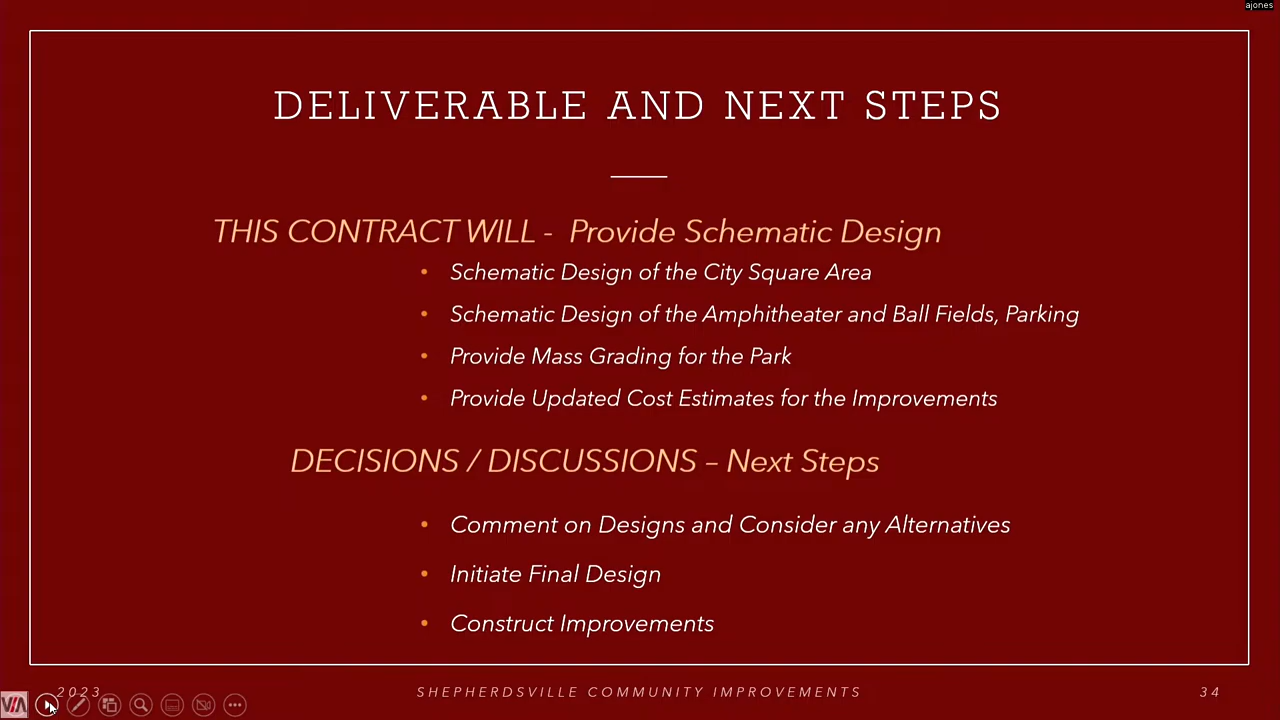 ajones
DELIVERABLE AND NEXT STEPS
THIS CONTRACT WILL - Provide Schematic Design
• Schematic Design of the City Square Area
• Schematic Design of the Amphitheater and Ball Fields, Parking
• Provide Mass Grading for the Park
• Provide Updated Cost Estimates for the Improvements
DECISIONS / DISCUSSIONS – Next Steps
• Comment on Designs and Consider any Alternatives
• Initiate Final Design
• Construct Improvements
VIA 2023 SHEPHERDSVILLE COMMUNITY IMPROVEMENTS 34